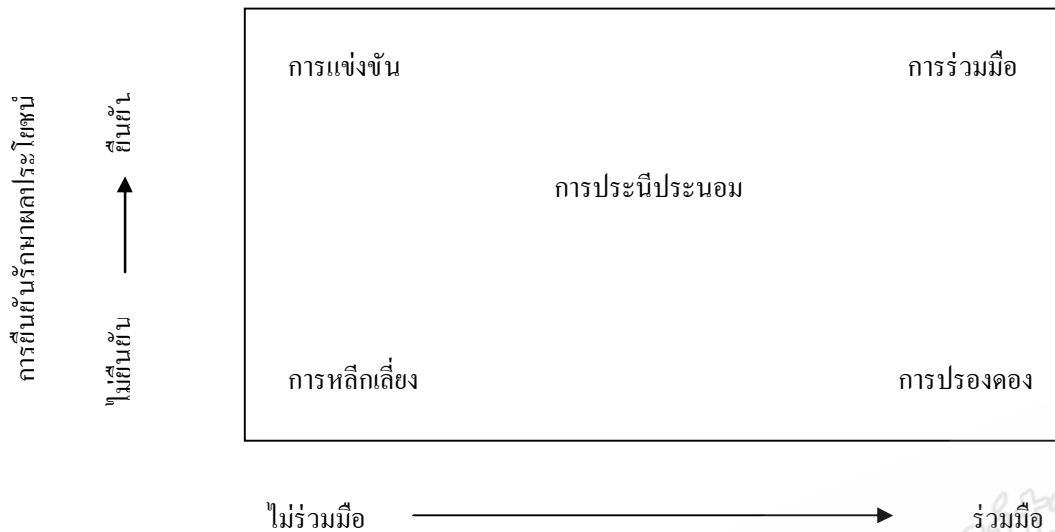 การยืนยันรักษาผลประโยชน์
ไม่ยืนยัน
ยืนยัน
การแข่งขัน
การร่วมมือ
การประนีประนอม
การหลีกเลี่ยง
การปรองดอง
ไม่ร่วมมือ
ร่วมมือ